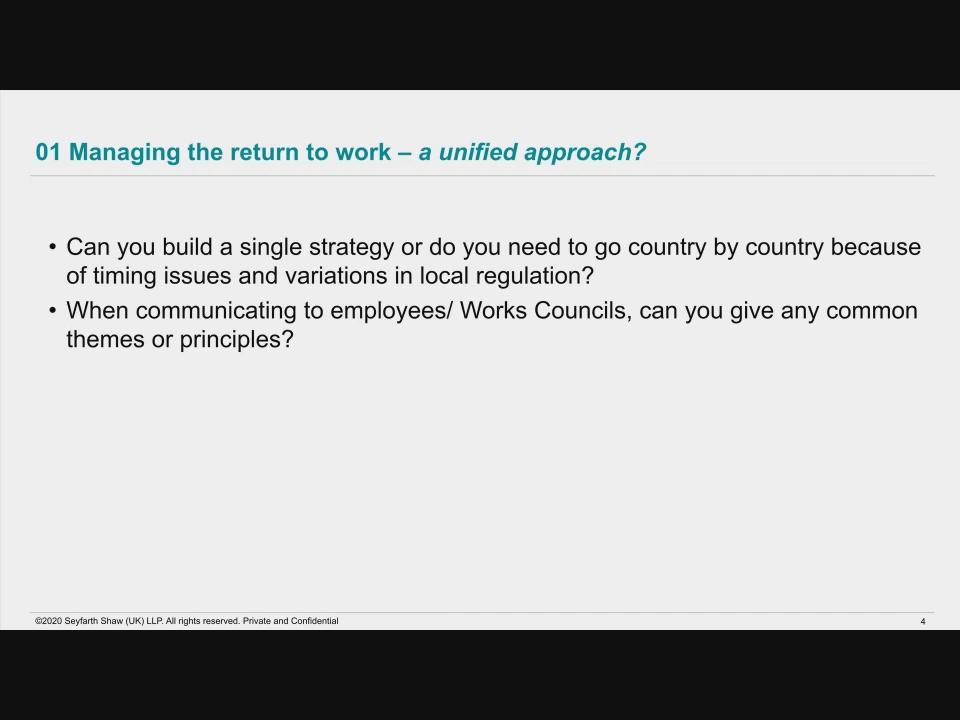 01 Managing the return to work – a unified approach?
• Can you build a single strategy or do you need to go country by country because
of timing issues and variations in local regulation?
• When communicating to employees/ Works Councils, can you give any common
themes or principles?
©2020 Seyfarth Shaw (UK) LLP. All rights reserved. Private and Confidential
4